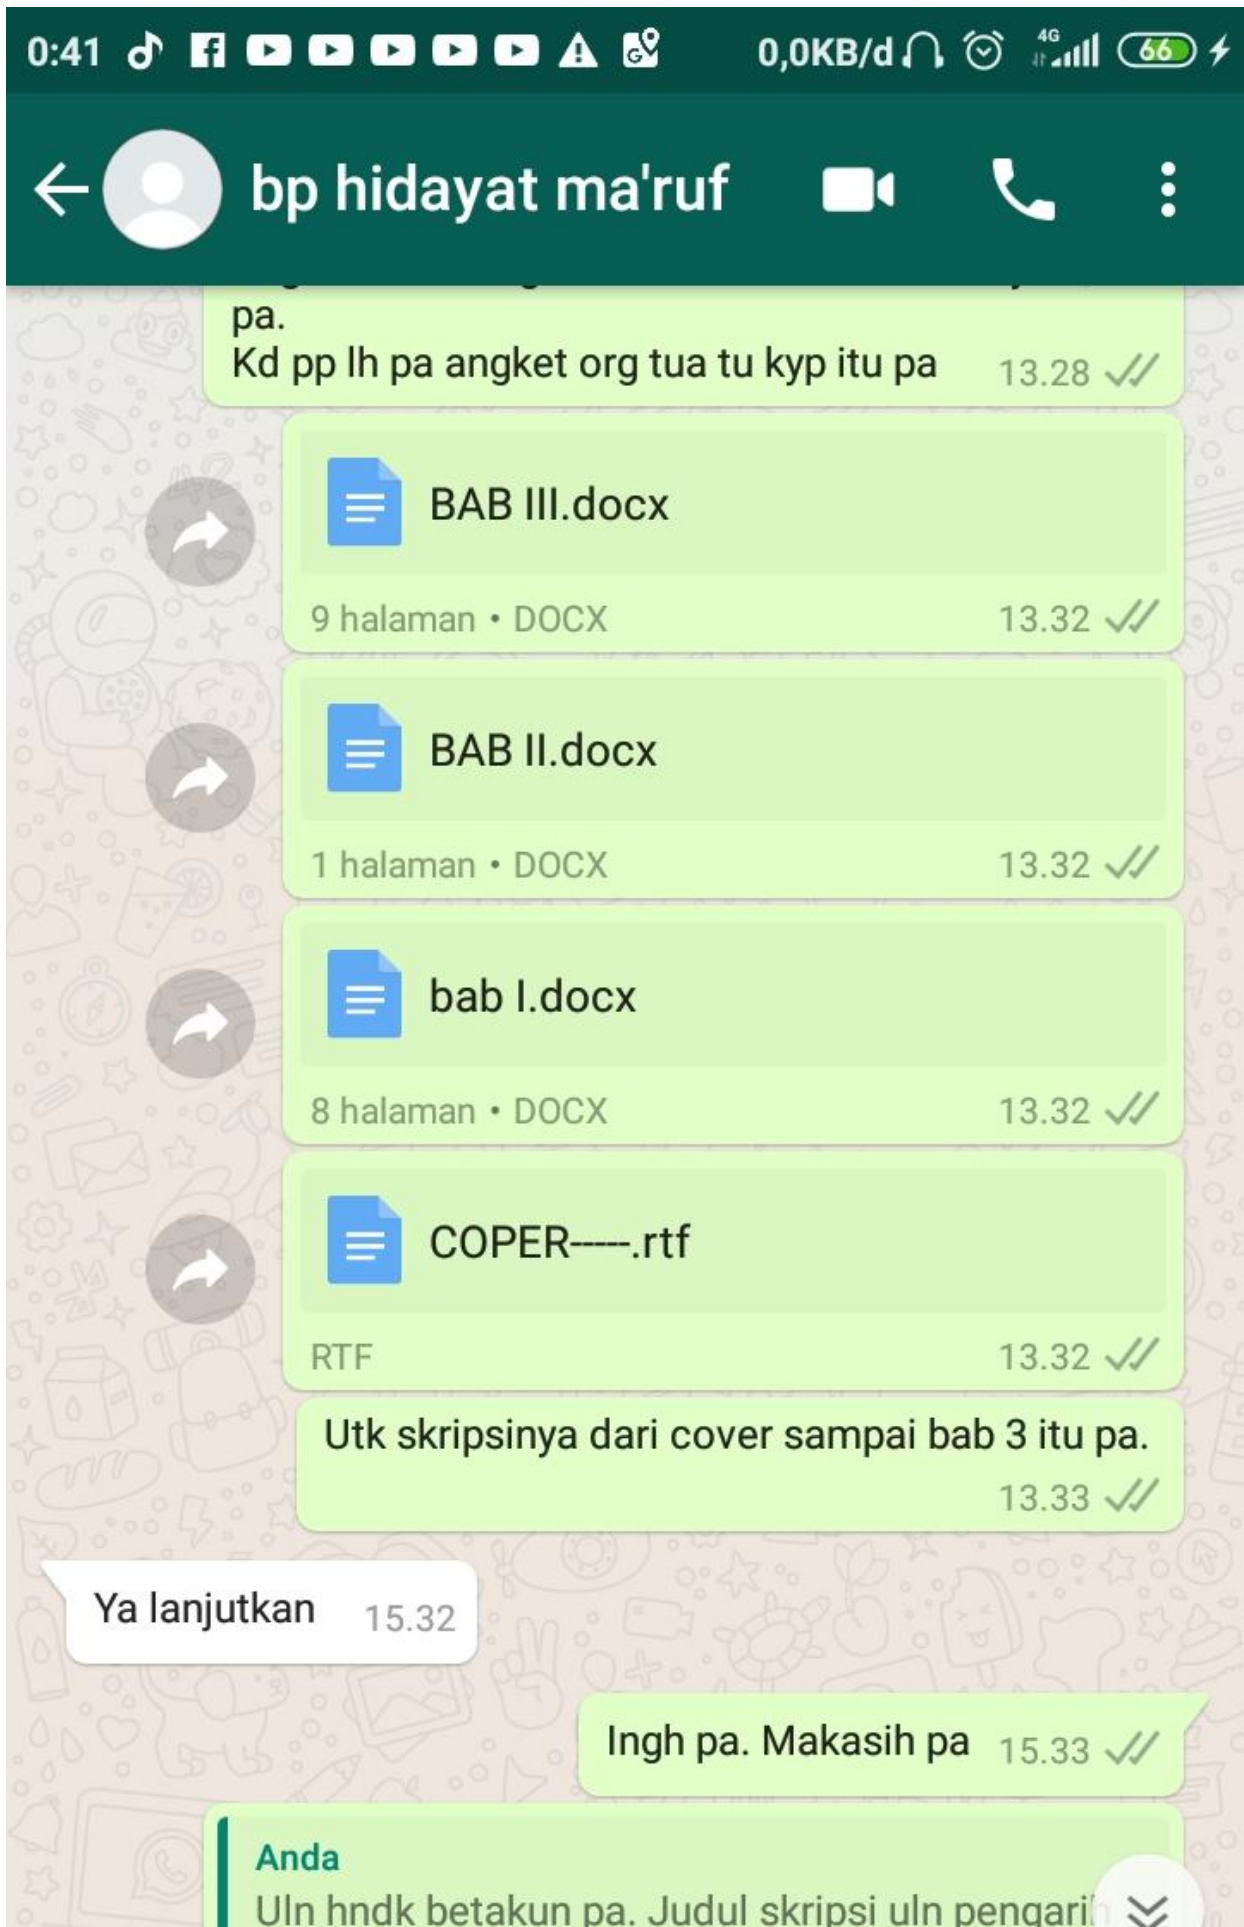 0:41 0,0KB/d 4G 66
bp hidayat ma'ruf
pa.
Kd pp lh pa angket org tua tu kyp itu pa 13.28
BAB III.docx
9 halaman • DOCX 13.32
BAB II.docx
1 halaman • DOCX 13.32
bab I.docx
8 halaman • DOCX 13.32
COPER-----.rtf
RTF 13.32
Utk skripsinya dari cover sampai bab 3 itu pa.
13.33
Ya lanjutkan 15.32
Ingh pa. Makasih pa 15.33
Anda
Uln hndk betakun pa. Judul skripsi uln